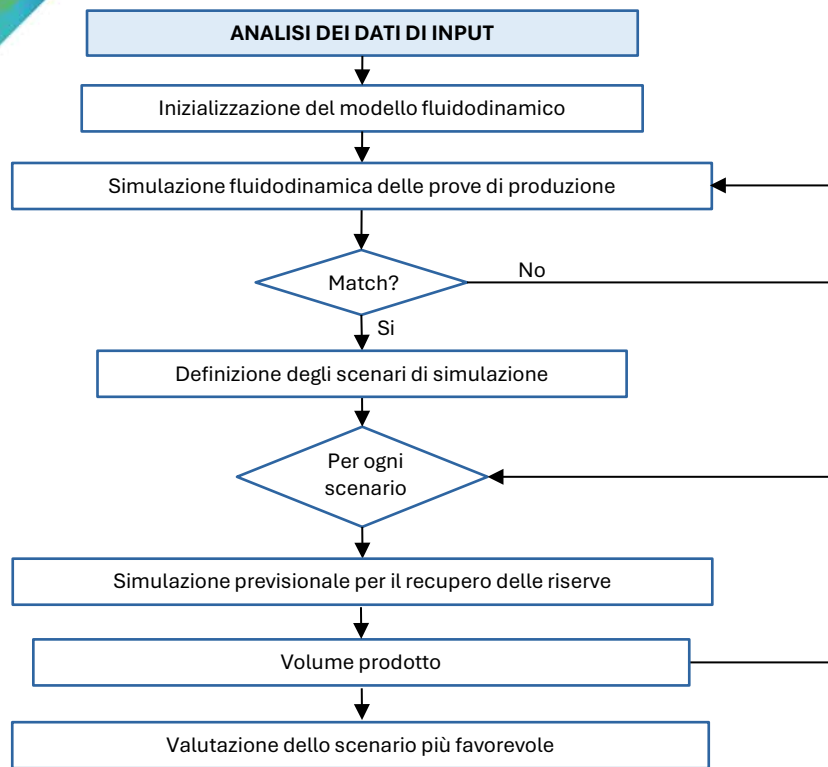 ANALISI DEI DATI DI INPUT
Inizializzazione del modello fluidodinamico
Simulazione fluidodinamica delle prove di produzione
Match?
No
Si
Definizione degli scenari di simulazione
Per ogni
scenario
Simulazione previsionale per il recupero delle riserve
Volume prodotto
Valutazione dello scenario più favorevole